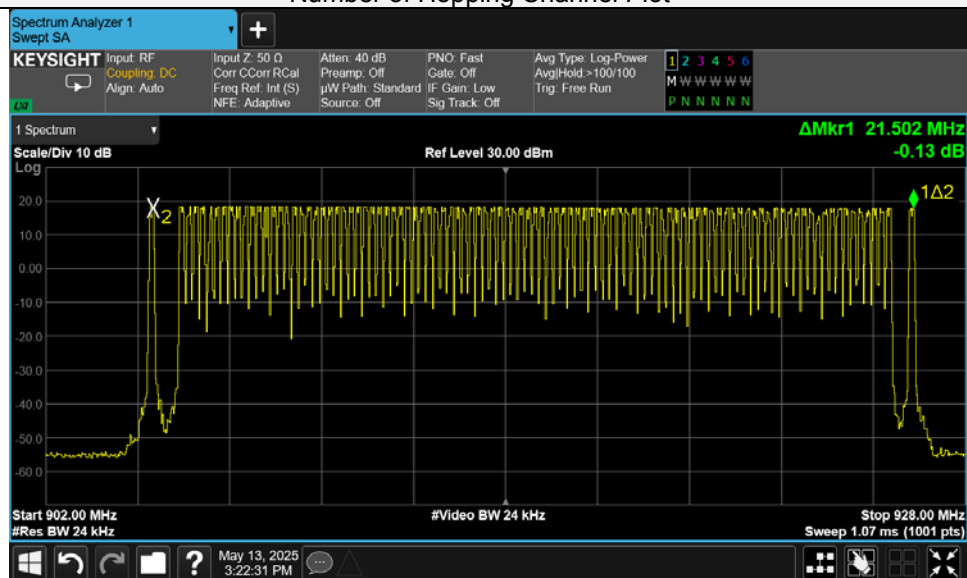 Number of Hopping Channel Plot
Spectrum Analyzer 1
Swept SA
+
KEYSIGHT
LXI
Input: RF
Coupling: DC
Align: Auto
Input Z: 50 Ω
Corr CCorr RCal
Freq Ref: Int (S)
NFE: Adaptive
Atten: 40 dB
Preamp: Off
µW Path: Standard
Source: Off
PNO: Fast
Gate: Off
IF Gain: Low
Sig Track: Off
Avg Type: Log-Power
Avg|Hold:>100/100
Trig: Free Run
1 2 3 4 5 6
M W W W W W
P N N N N N
1 Spectrum
ΔMkr1 21.502 MHz
-0.13 dB
Scale/Div 10 dB
Ref Level 30.00 dBm
Log
20.0
10.0
0.00
-10.0
-20.0
-30.0
-40.0
-50.0
-60.0
X2
1Δ2
Start 902.00 MHz
#Res BW 24 kHz
#Video BW 24 kHz
Stop 928.00 MHz
Sweep 1.07 ms (1001 pts)
?
May 13, 2025
3:22:31 PM